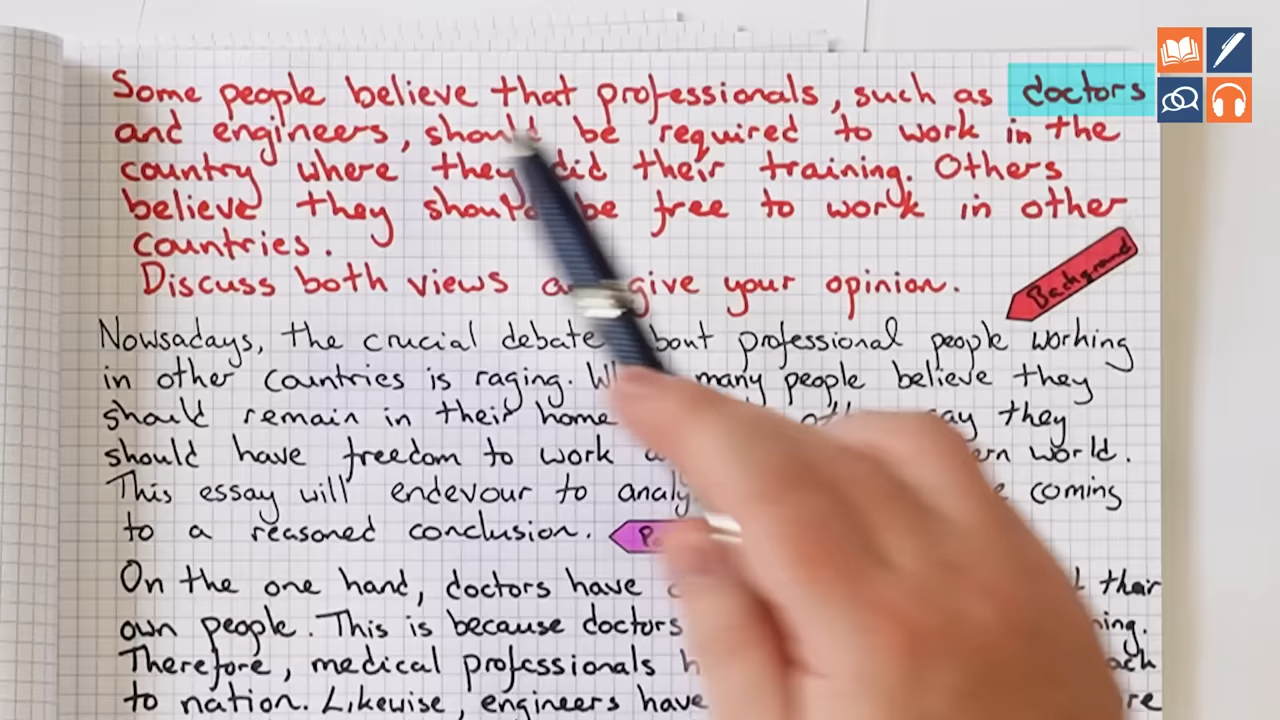 Some people believe that professionals, such as doctors
and engineers, should be required to work in the
country where they did their training. Others
believe they should be free to work in other
countries.
Discuss both views give your opinion.
Background
Nowsadays, the crucial debate professional people working
in other countries is raging. many people believe they
should remain in their home they
should have freedom to work world.
This essay will endevour to coming
to a reasoned conclusion.
On the one hand, doctors have their
own people. This is because doctors
Therefore, medical professionals
to nation. Likewise, engineers have